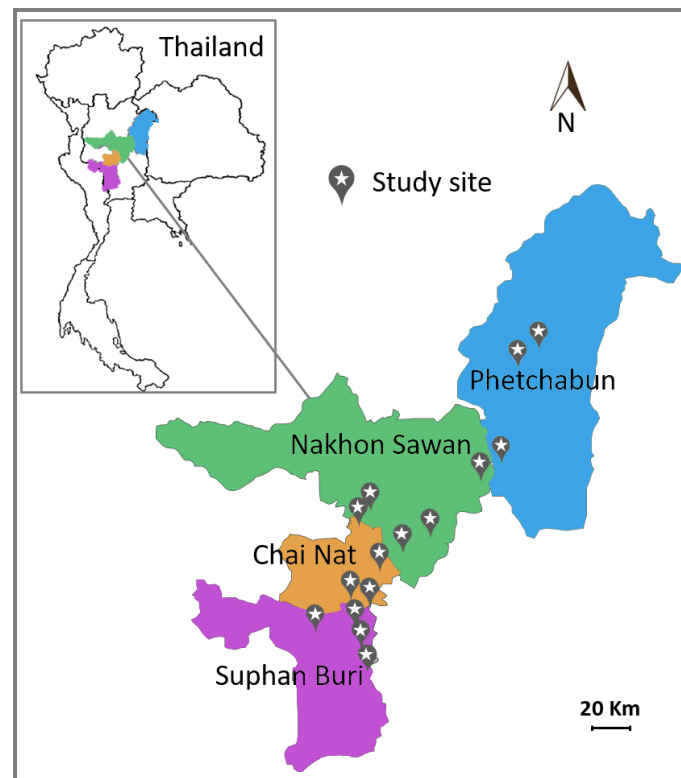 Thailand
N
Study site
Phetchabun
Nakhon Sawan
Chai Nat
Suphan Buri
20 Km